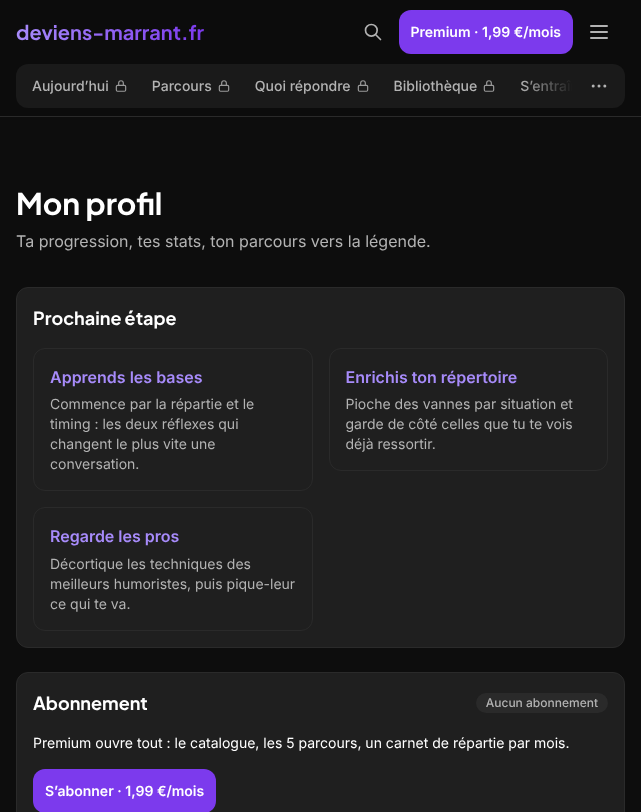 deviens-marrant.fr
Premium · 1,99 €/mois
Aujourd’hui
Parcours
Quoi répondre
Bibliothèque
Mon profil
Ta progression, tes stats, ton parcours vers la légende.
Prochaine étape
Apprends les bases
Commence par la répartie et le
timing : les deux réflexes qui
changent le plus vite une
conversation.
Enrichis ton répertoire
Pioche des vannes par situation et
garde de côté celles que tu te vois
déjà ressortir.
Regarde les pros
Décortique les techniques des
meilleurs humoristes, puis pique-leur
ce qui te va.
Abonnement
Aucun abonnement
Premium ouvre tout : le catalogue, les 5 parcours, un carnet de répartie par mois.
S’abonner · 1,99 €/mois